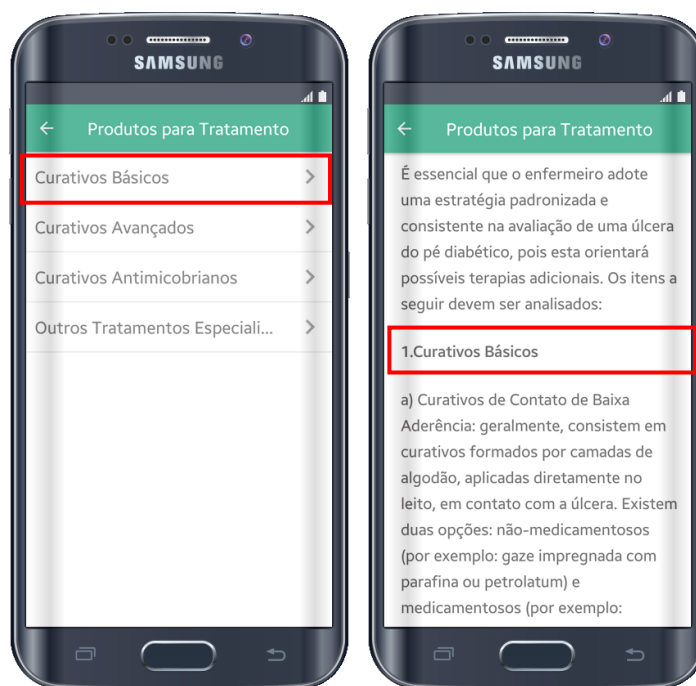 SAMSUNG
Produtos para Tratamento
Curativos Básicos
Curativos Avançados
Curativos Antimicobrianos
Outros Tratamentos Especiali...
SAMSUNG
Produtos para Tratamento
É essencial que o enfermeiro adote
uma estratégia padronizada e
consistente na avaliação de uma úlcera
do pé diabético, pois esta orientará
possíveis terapias adicionais. Os itens a
seguir devem ser analisados:
1.Curativos Básicos
a) Curativos de Contato de Baixa
Aderência: geralmente, consistem em
curativos formados por camadas de
algodão, aplicadas diretamente no
leito, em contato com a úlcera. Existem
duas opções: não-medicamentosos
(por exemplo: gaze impregnada com
parafina ou petrolatum) e
medicamentosos (por exemplo: